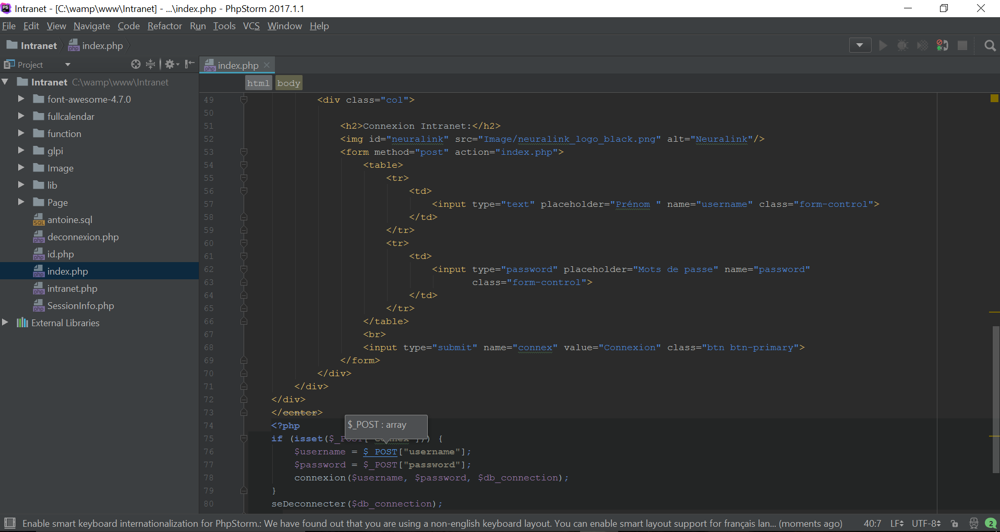 Intranet - [C:\wamp\www\Intranet] - ...\index.php - PhpStorm 2017.1.1
File Edit View Navigate Code Refactor Run Tools VCS Window Help
Intranet index.php
Project
index.php
html body
Intranet C:\wamp\www\Intranet
font-awesome-4.7.0
fullcalendar
function
glpi
Image
lib
Page
antoine.sql
deconnexion.php
id.php
index.php
intranet.php
SessionInfo.php
External Libraries
49 <div class="col">
50
51 <h2>Connexion Intranet:</h2>
52 <img id="neuralink" src="Image/neuralink_logo_black.png" alt="Neuralink"/>
53 <form method="post" action="index.php">
54 <table>
55 <tr>
56 <td>
57 <input type="text" placeholder="Prénom " name="username" class="form-control">
58 </td>
59 </tr>
60 <tr>
61 <td>
62 <input type="password" placeholder="Mots de passe" name="password"
63 class="form-control">
64 </td>
65 </tr>
66 </table>
67 <br>
68 <input type="submit" name="connex" value="Connexion" class="btn btn-primary">
69 </form>
70 </div>
71 </div>
72 </div>
73 </center>
$_POST : array
74 <?php
75 if (isset($_POST["connex"])) {
76 $username = $_POST["username"];
77 $password = $_POST["password"];
78 connexion($username, $password, $db_connection);
79 }
80 seDeconnecter($db_connection);
Enable smart keyboard internationalization for PhpStorm.: We have found out that you are using a non-english keyboard layout. You can enable smart layout support for français lan... (moments ago) 40:7 LF UTF-8 2